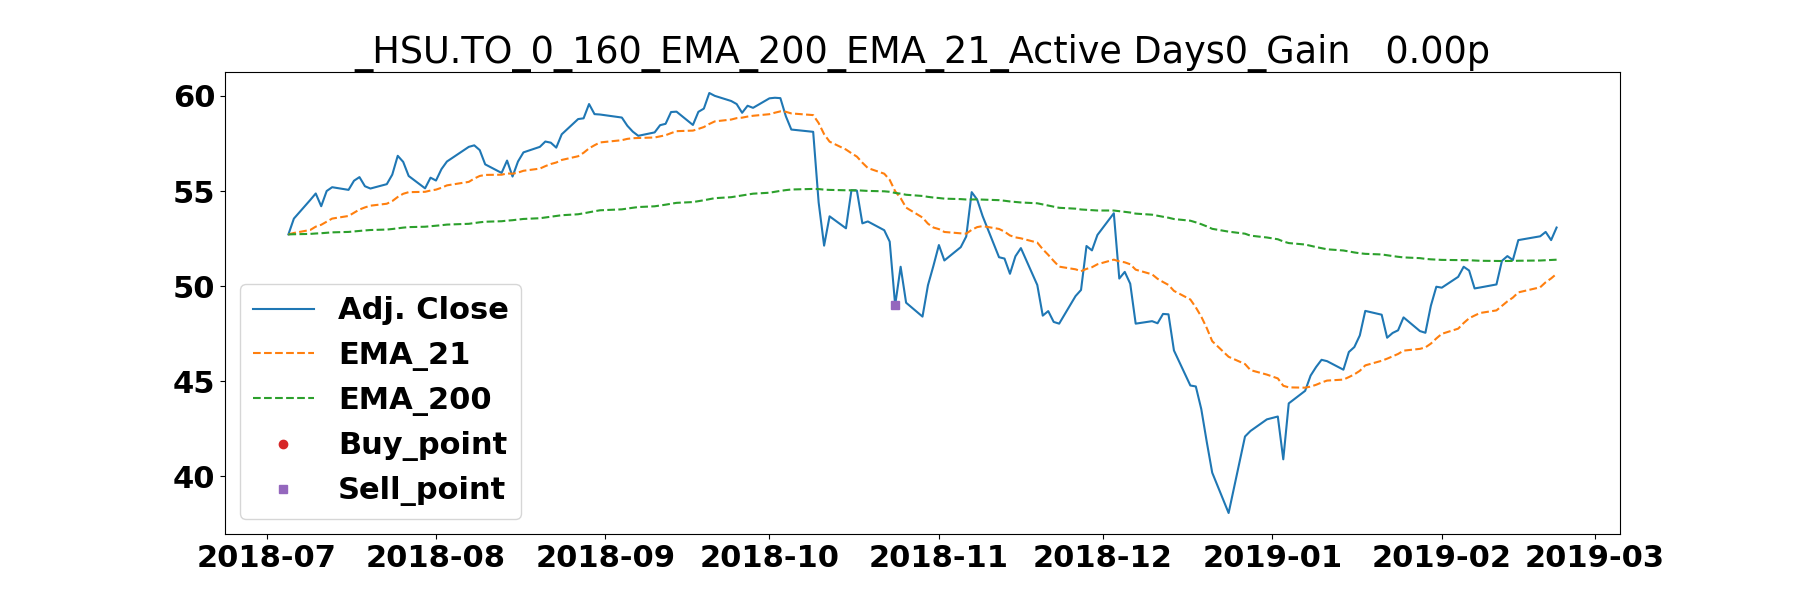 _HSU.TO_0_160_EMA_200_EMA_21_Active Days0_Gain   0.00p
60
55
50
45
40
Adj. Close
EMA_21
EMA_200
Buy_point
Sell_point
2018-07 2018-08 2018-09 2018-10 2018-11 2018-12 2019-01 2019-02 2019-03